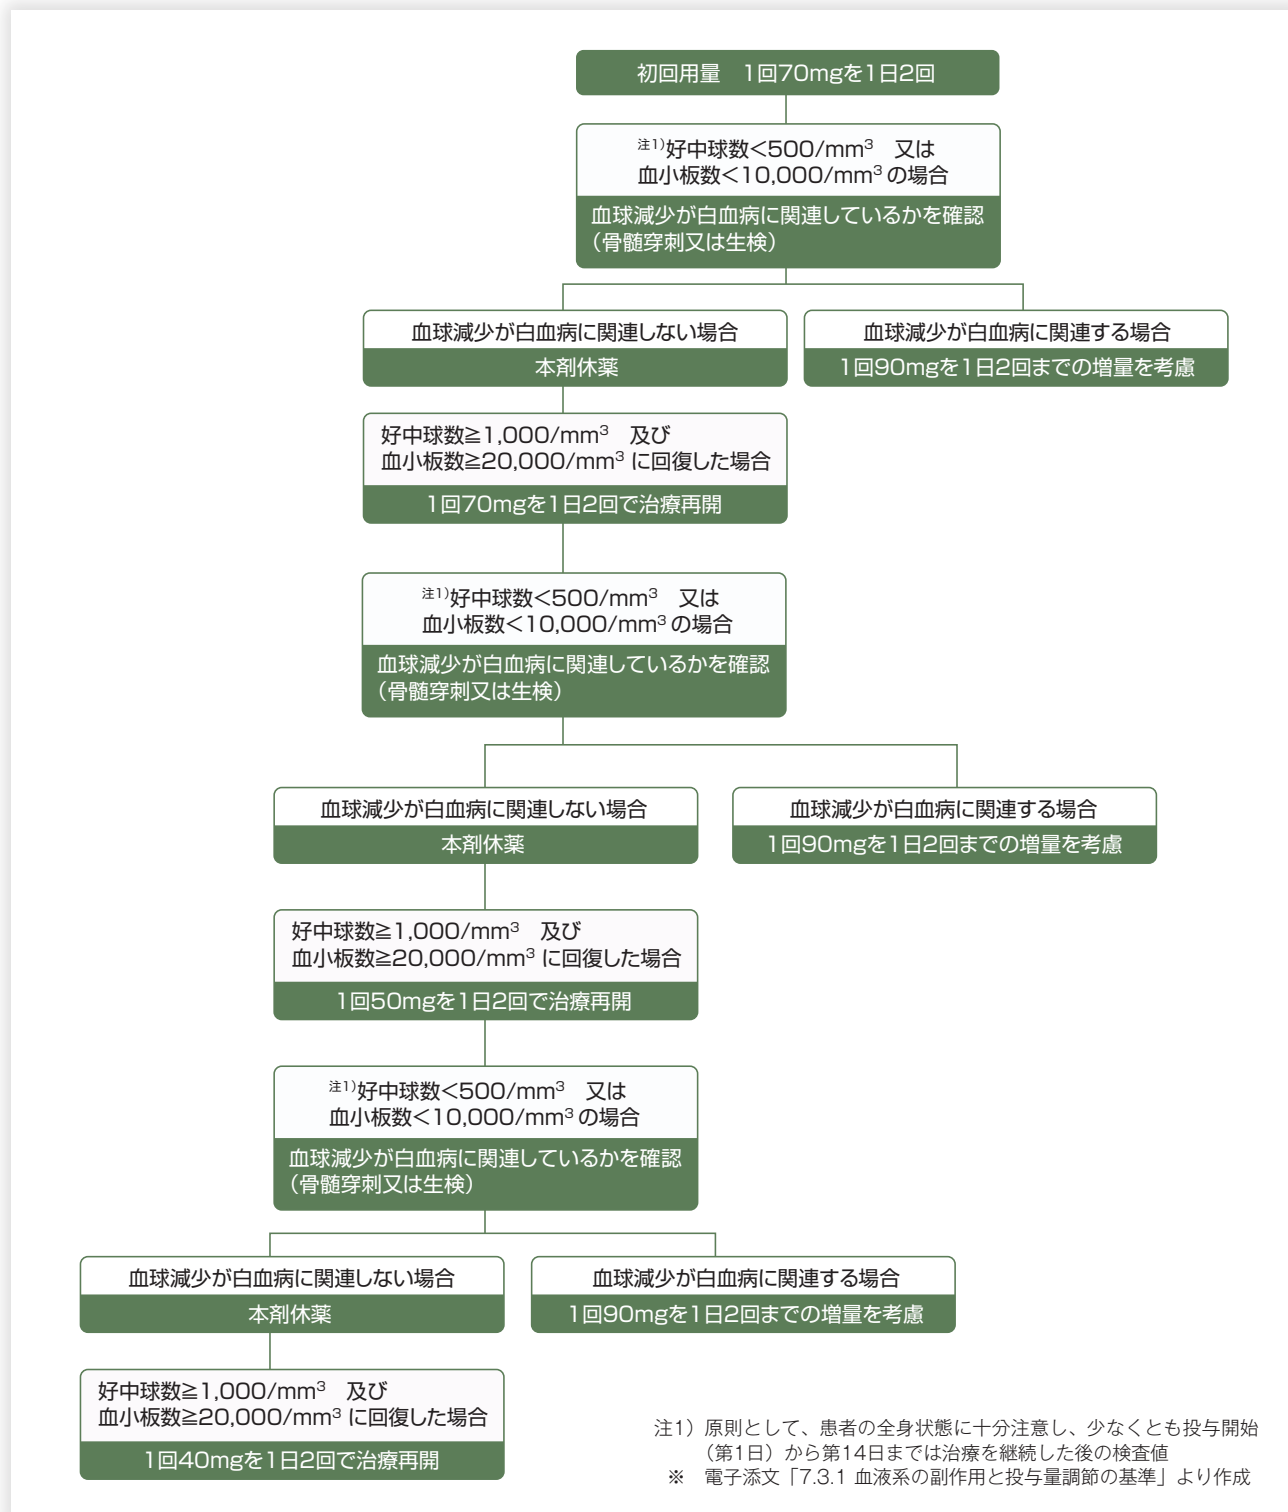 初回用量　1回70mgを1日2回
注1)好中球数＜500/mm³　又は
血小板数＜10,000/mm³の場合
血球減少が白血病に関連しているかを確認
（骨髄穿刺又は生検）
血球減少が白血病に関連しない場合
本剤休薬
血球減少が白血病に関連する場合
1回90mgを1日2回までの増量を考慮
好中球数≧1,000/mm³　及び
血小板数≧20,000/mm³に回復した場合
1回70mgを1日2回で治療再開
注1)好中球数＜500/mm³　又は
血小板数＜10,000/mm³の場合
血球減少が白血病に関連しているかを確認
（骨髄穿刺又は生検）
血球減少が白血病に関連しない場合
本剤休薬
血球減少が白血病に関連する場合
1回90mgを1日2回までの増量を考慮
好中球数≧1,000/mm³　及び
血小板数≧20,000/mm³に回復した場合
1回50mgを1日2回で治療再開
注1)好中球数＜500/mm³　又は
血小板数＜10,000/mm³の場合
血球減少が白血病に関連しているかを確認
（骨髄穿刺又は生検）
血球減少が白血病に関連しない場合
本剤休薬
血球減少が白血病に関連する場合
1回90mgを1日2回までの増量を考慮
好中球数≧1,000/mm³　及び
血小板数≧20,000/mm³に回復した場合
1回40mgを1日2回で治療再開
注1）原則として、患者の全身状態に十分注意し、少なくとも投与開始
（第1日）から第14日までは治療を継続した後の検査値
※　電子添文「7.3.1 血液系の副作用と投与量調節の基準」より作成